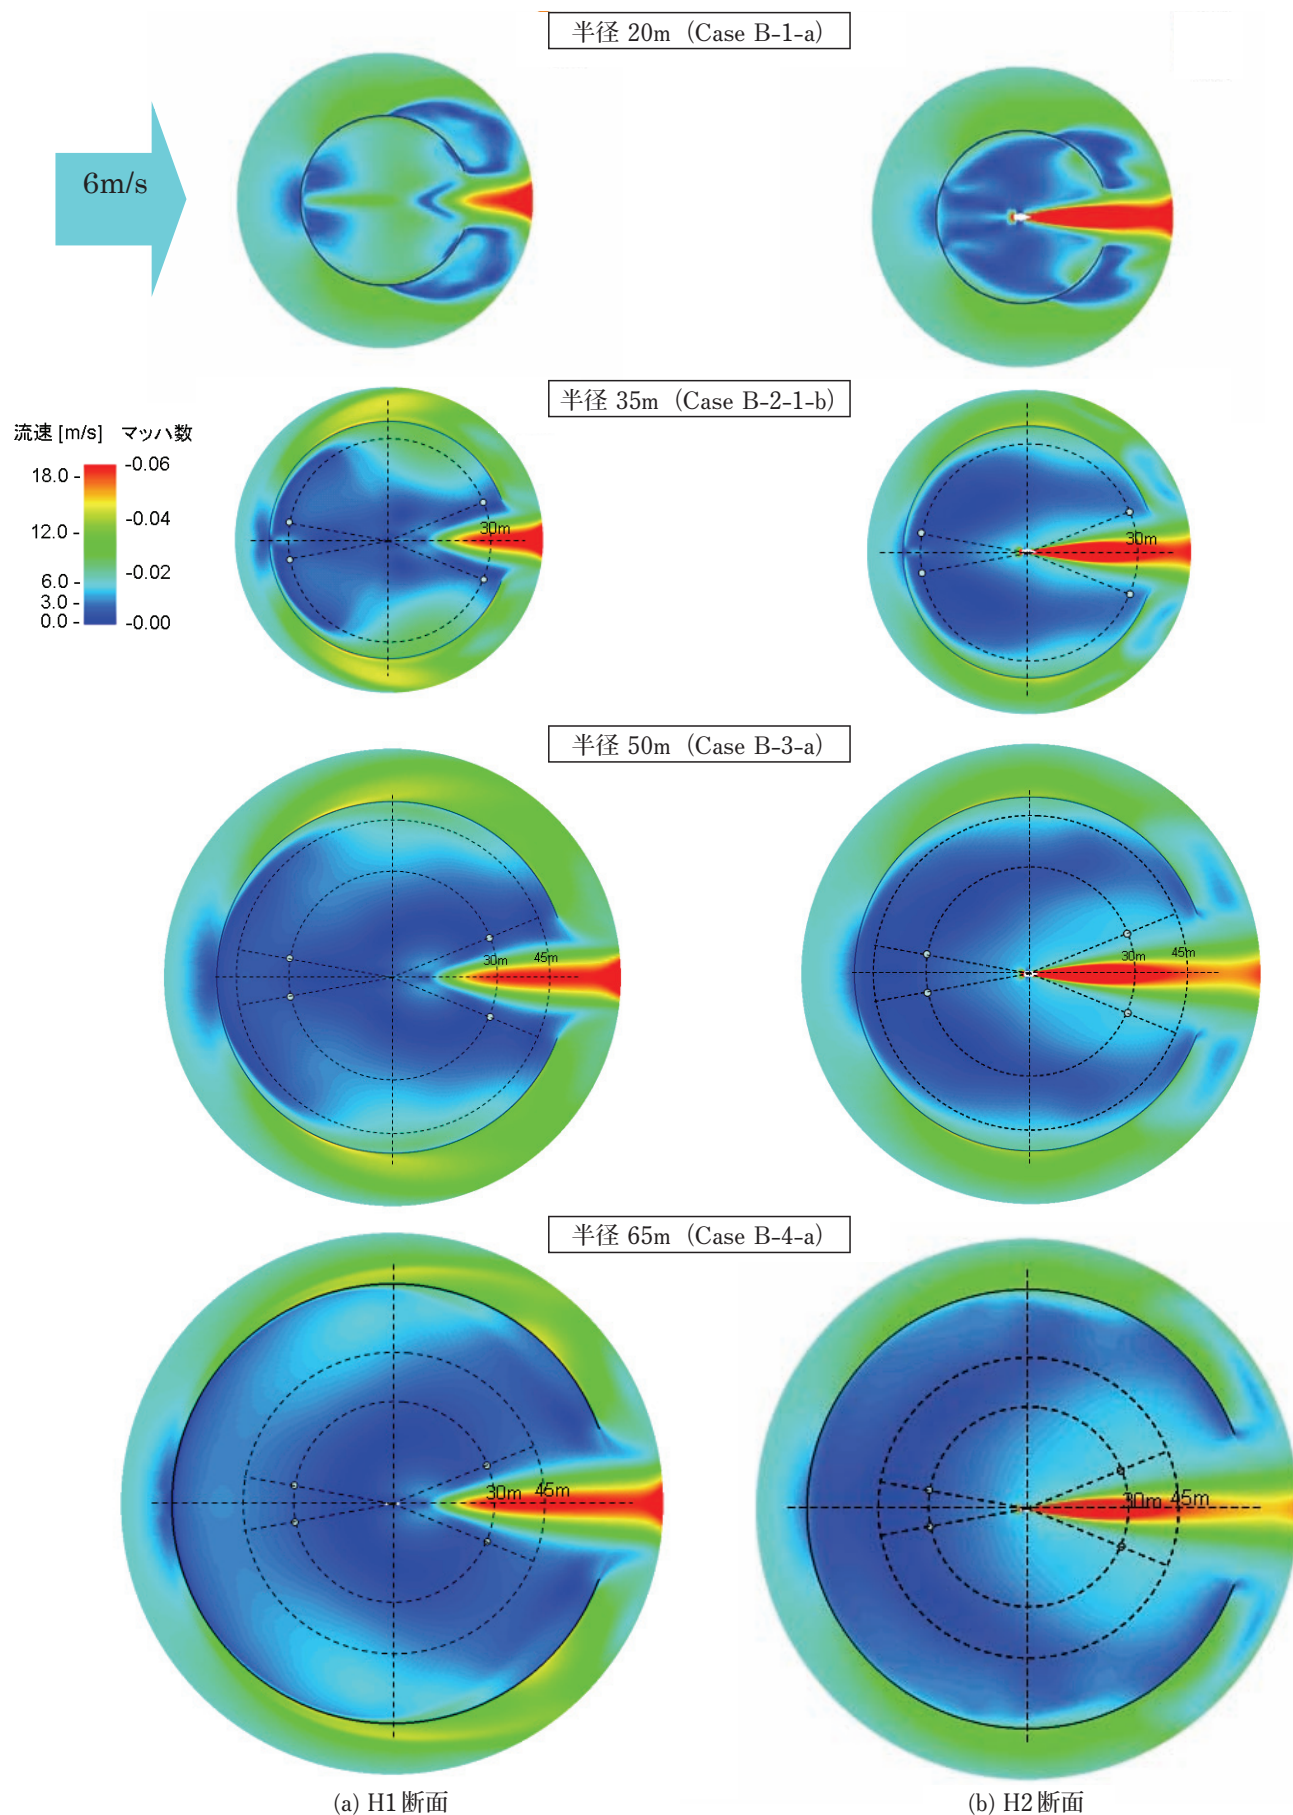 半径 20m (Case B-1-a)
6m/s
半径 35m (Case B-2-1-b)
流速 [m/s] マッハ数
18.0 - -0.06
12.0 - -0.04
6.0 - -0.02
3.0 -
0.0 - -0.00
30m
30m
半径 50m (Case B-3-a)
30m 45m
30m 45m
半径 65m (Case B-4-a)
30m 45m
30m 45m
(a) H1 断面
(b) H2 断面